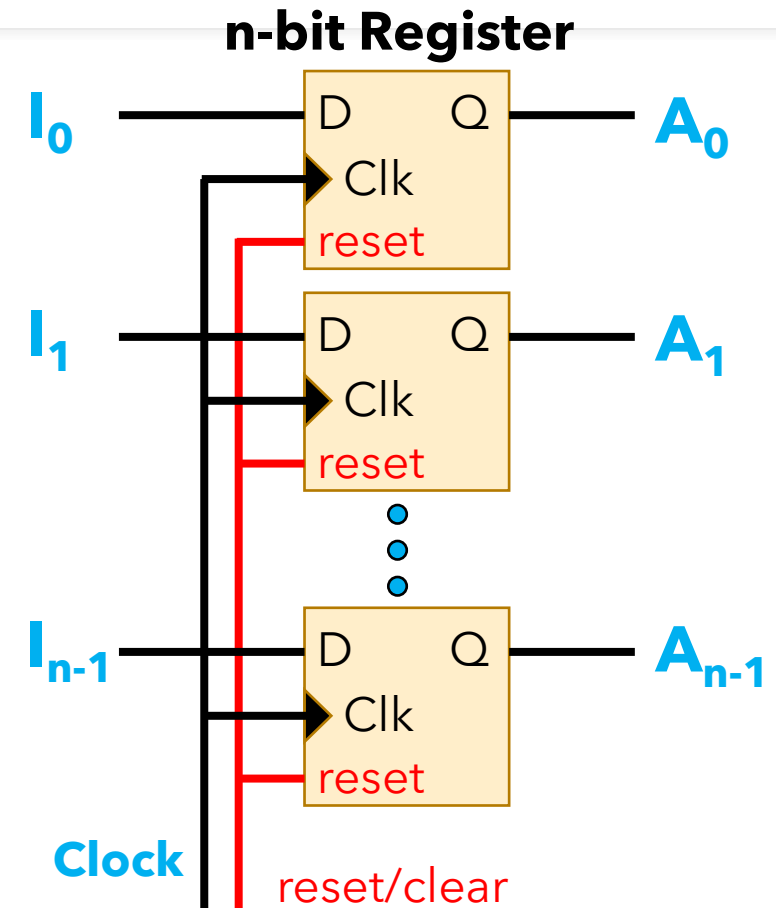 n-bit Register
I0 D Q A0
Clk
reset
I1 D Q A1
Clk
reset
In-1 D Q An-1
Clk
reset
Clock
reset/clear